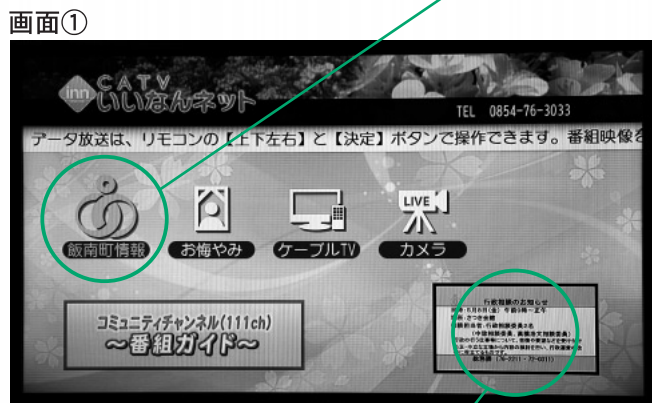 画面①
inn CATV
いいなんネット
TEL 0854-76-3033
データ放送は、リモコンの【上下左右】と【決定】ボタンで操作できます。番組映像を
LIVE
飯南町情報 お悔やみ ケーブルTV カメラ
コミュニティチャンネル(111ch)
～番組ガイド～
行政相談のお知らせ